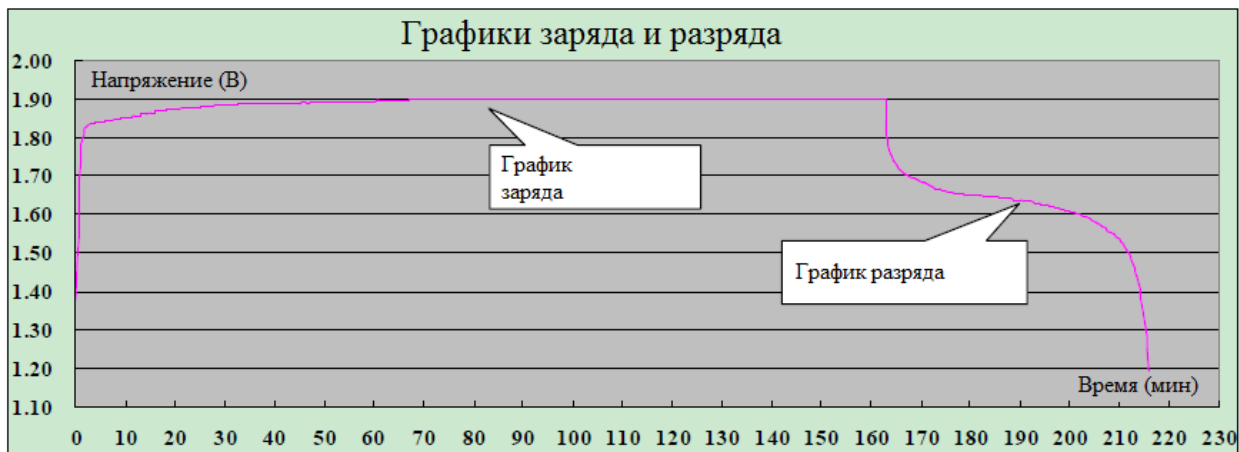 Графики заряда и разряда
2.00
Напряжение (В)
1.90
1.80
График
заряда
1.70
1.60
1.50
График разряда
1.40
1.30
1.20
Время (мин)
1.10
0 10 20 30 40 50 60 70 80 90 100 110 120 130 140 150 160 170 180 190 200 210 220 230